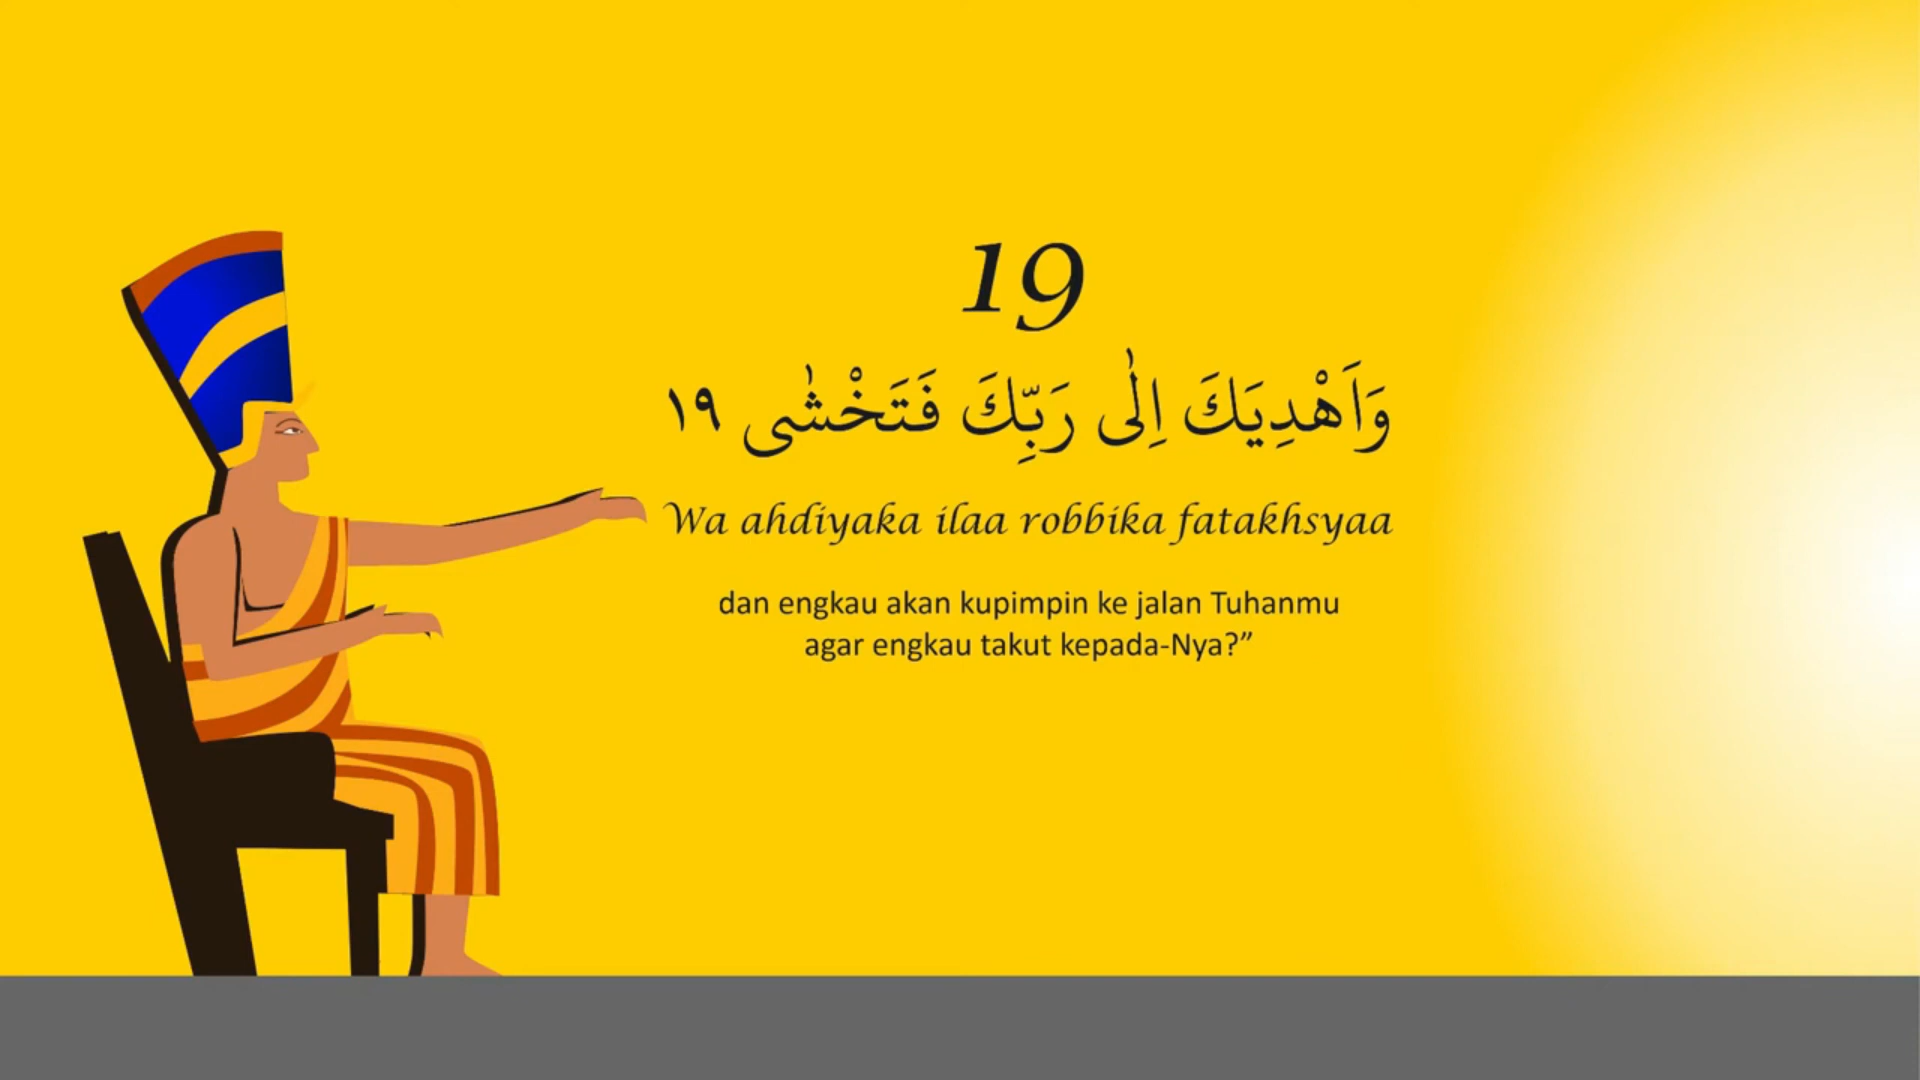 19
وَاَهْدِيَكَ اِلٰى رَبِّكَ فَتَخْشٰى ١٩
Wa ahdiyaka ilaa robbika fatakhsyaa
dan engkau akan kupimpin ke jalan Tuhanmu
agar engkau takut kepada-Nya?”